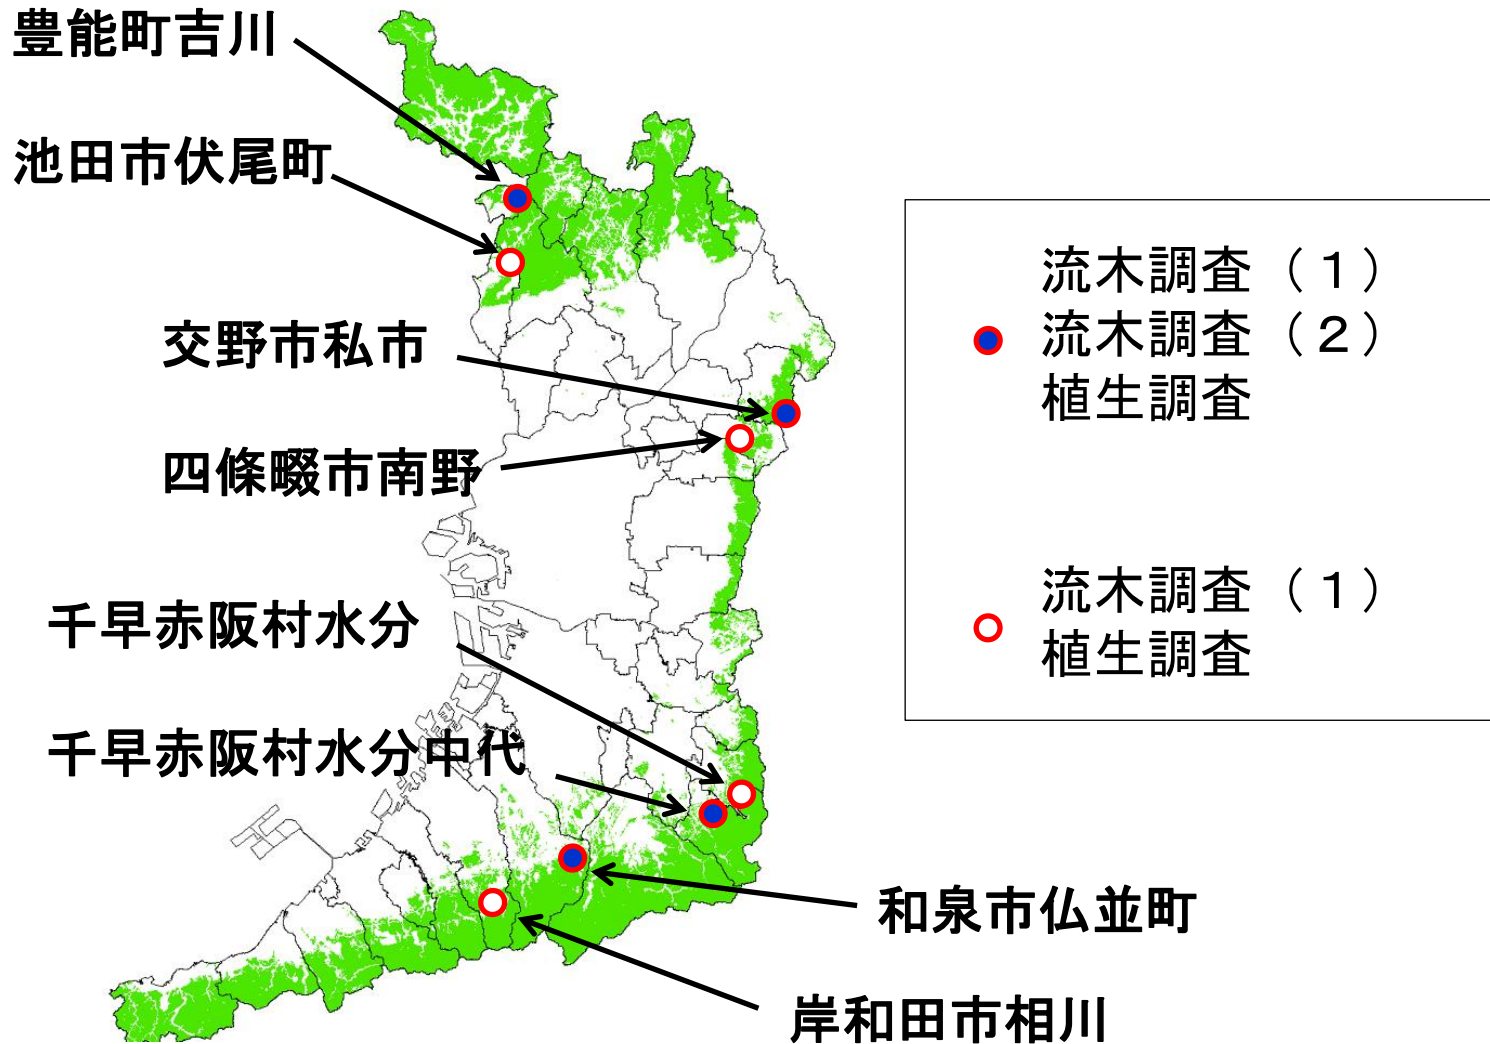 豊能町吉川
池田市伏尾町
交野市私市
四條畷市南野
千早赤阪村水分
千早赤阪村水分中代
和泉市仏並町
岸和田市相川
流木調査（１）
流木調査（２）
植生調査
流木調査（１）
植生調査